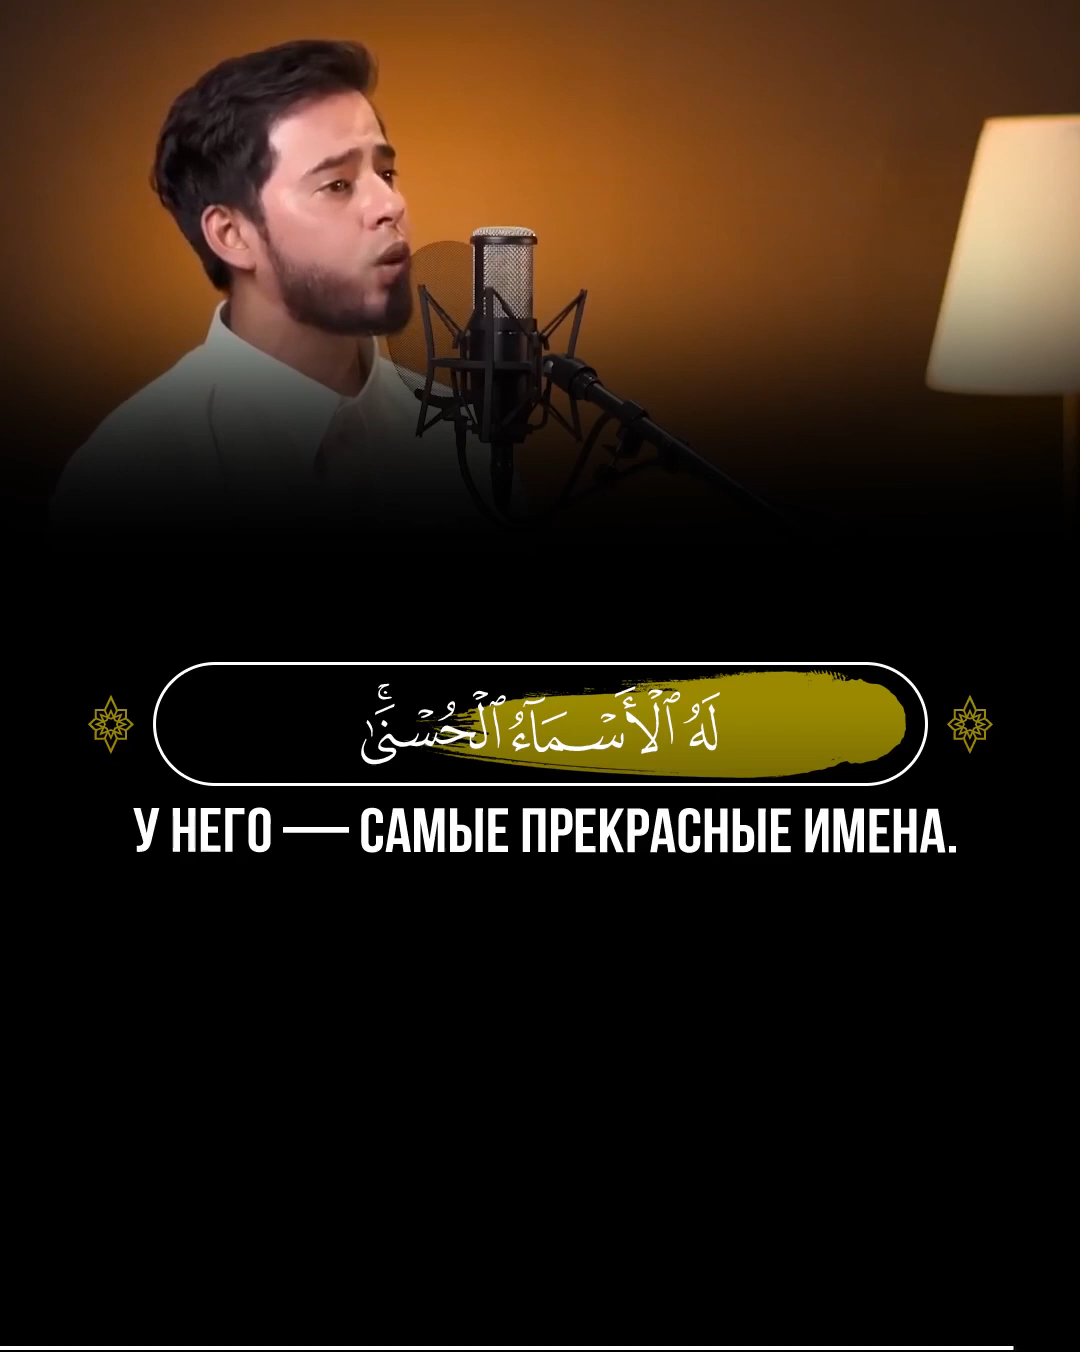 لَهُ ٱلْأَسْمَآءُ ٱلْحُسْنَىٰۚ
У НЕГО — САМЫЕ ПРЕКРАСНЫЕ ИМЕНА.